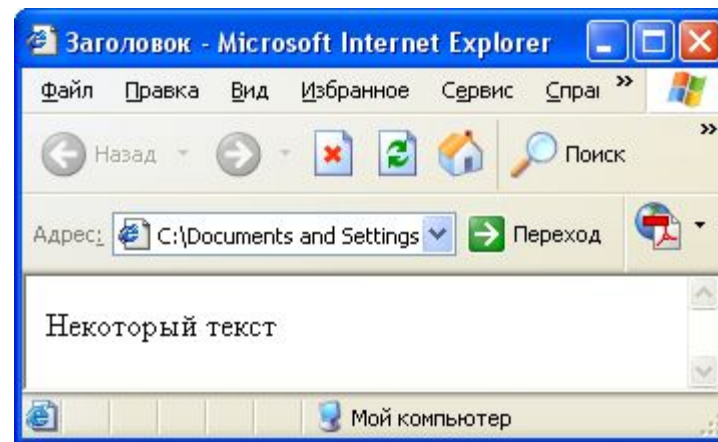 Заголовок - Microsoft Internet Explorer
Файл Правка Вид Избранное Сервис »
Назад Поиск »
Адрес: C:\Documents and Settings Переход
Некоторый текст
Мой компьютер